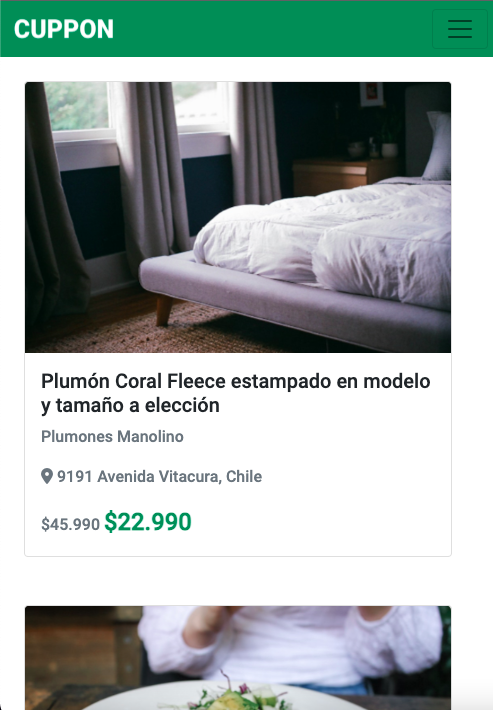 CUPPON
Plumón Coral Fleece estampado en modelo
y tamaño a elección
Plumones Manolino
9191 Avenida Vitacura, Chile
$45.990 $22.990